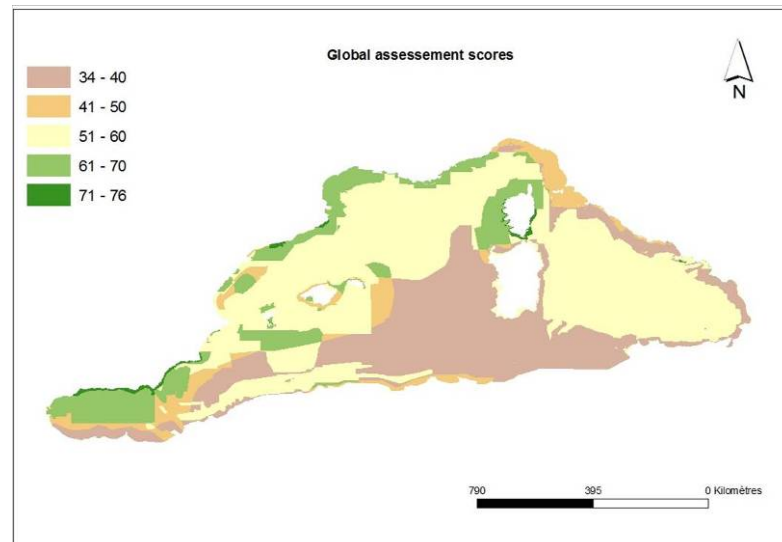 Global assessement scores
34 - 40
41 - 50
51 - 60
61 - 70
71 - 76
N
790 395 0 Kilomètres